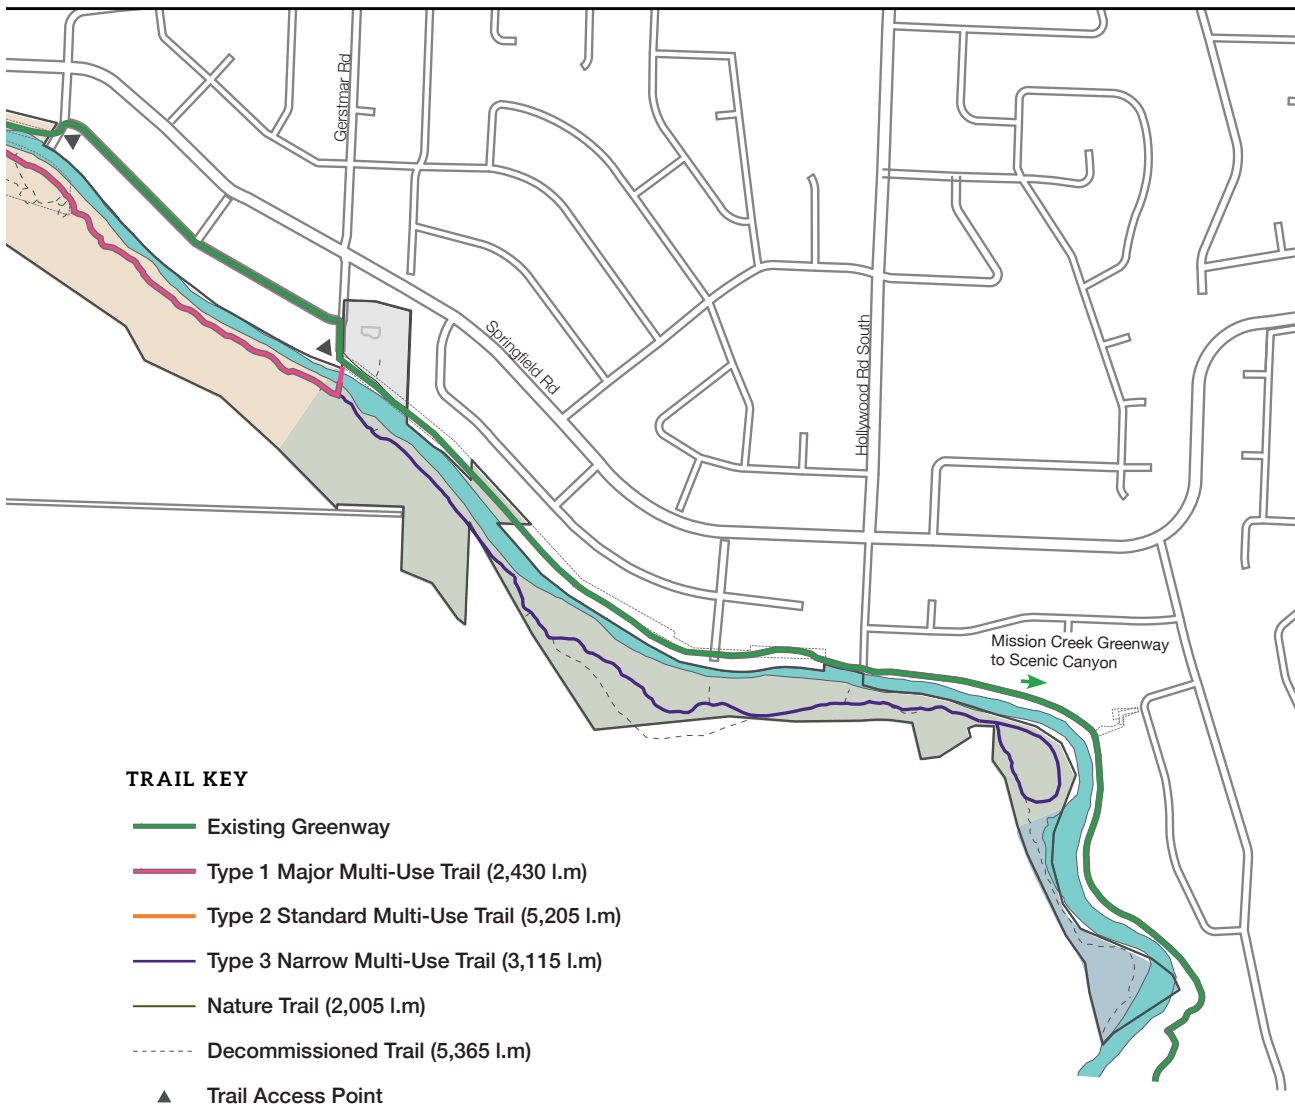 Gerstmar Rd
Springfield Rd
Hollywood Rd South
Mission Creek Greenway
to Scenic Canyon
TRAIL KEY
Existing Greenway
Type 1 Major Multi-Use Trail (2,430 l.m)
Type 2 Standard Multi-Use Trail (5,205 l.m)
Type 3 Narrow Multi-Use Trail (3,115 l.m)
Nature Trail (2,005 l.m)
Decommissioned Trail (5,365 l.m)
Trail Access Point